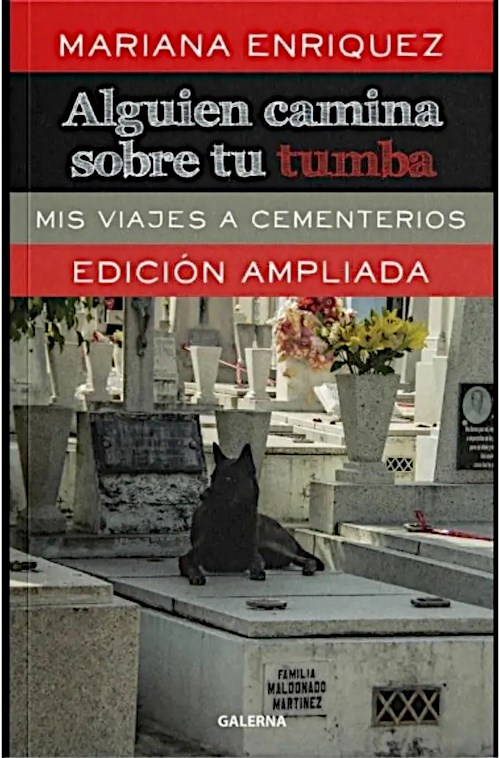 MARIANA ENRIQUEZ
Alguien camina
sobre tu tumba
MIS VIAJES A CEMENTERIOS
EDICIÓN AMPLIADA
FAMILIA
MALDONADO
MARTINEZ
GALERNA